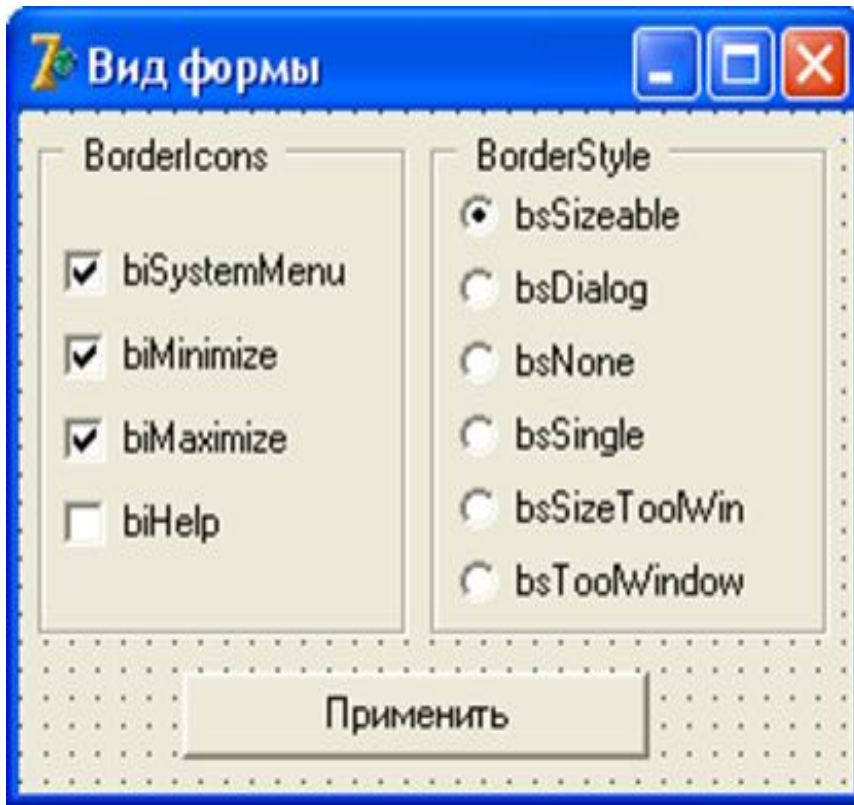 Вид формы
BorderIcons
biSystemMenu
biMinimize
biMaximize
biHelp
BorderStyle
bsSizeable
bsDialog
bsNone
bsSingle
bsSizeToolWin
bsToolWindow
Применить